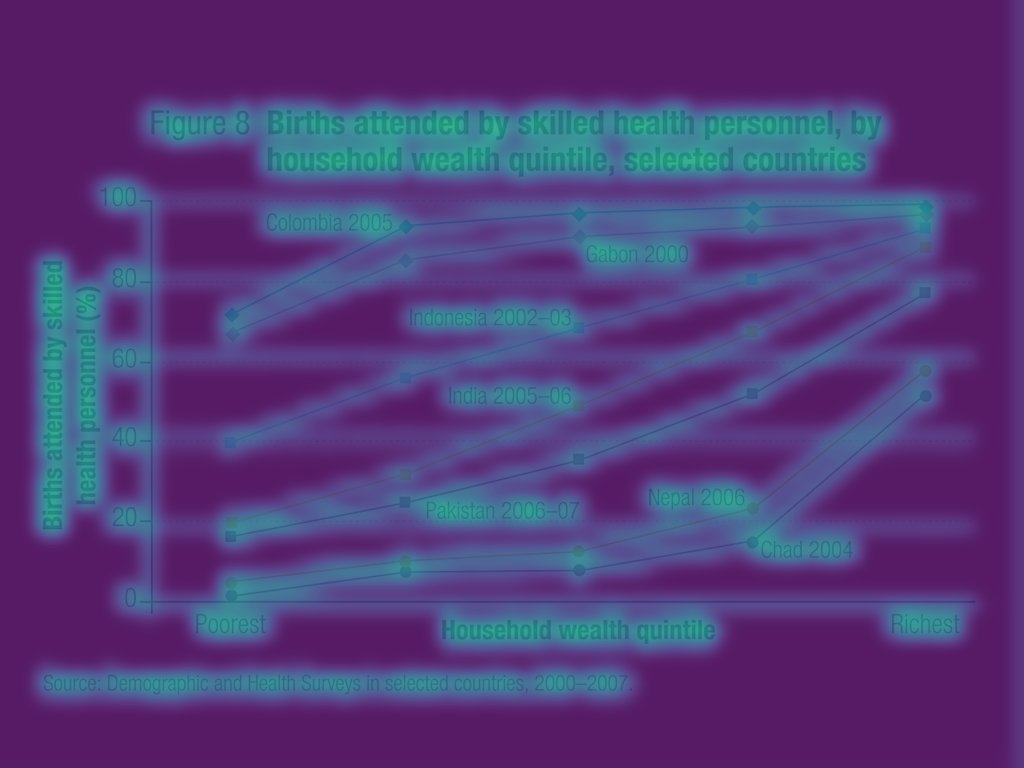 Figure 8 Births attended by skilled health personnel, by
household wealth quintile, selected countries
Births attended by skilled
health personnel (%)
100
80
60
40
20
0
Colombia 2005
Gabon 2000
Indonesia 2002–03
India 2005–06
Pakistan 2006–07
Nepal 2006
Chad 2004
Poorest
Household wealth quintile
Richest
Source: Demographic and Health Surveys in selected countries, 2000–2007.